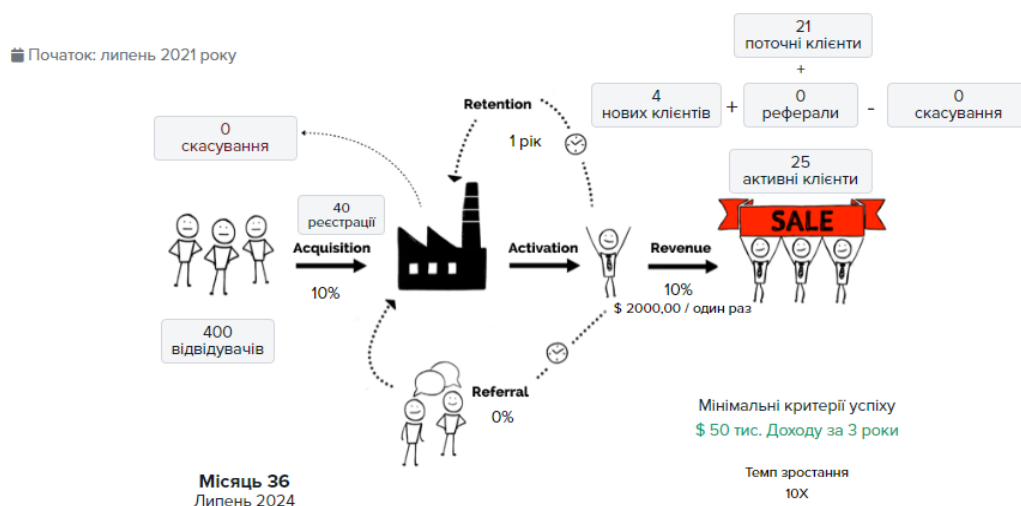 Початок: липень 2021 року
21
поточні клієнти
+
4
нових клієнтів
+
0
реферали
-
0
скасування
Retention
1 рік
0
скасування
25
активні клієнти
40
реєстрації
SALE
Acquisition
Activation
Revenue
10%
10%
$ 2000,00 / один раз
400
відвідувачів
Referral
0%
Мінімальні критерії успіху
$ 50 тис. Доходу за 3 роки
Темп зростання
10X
Місяць 36
Липень 2024